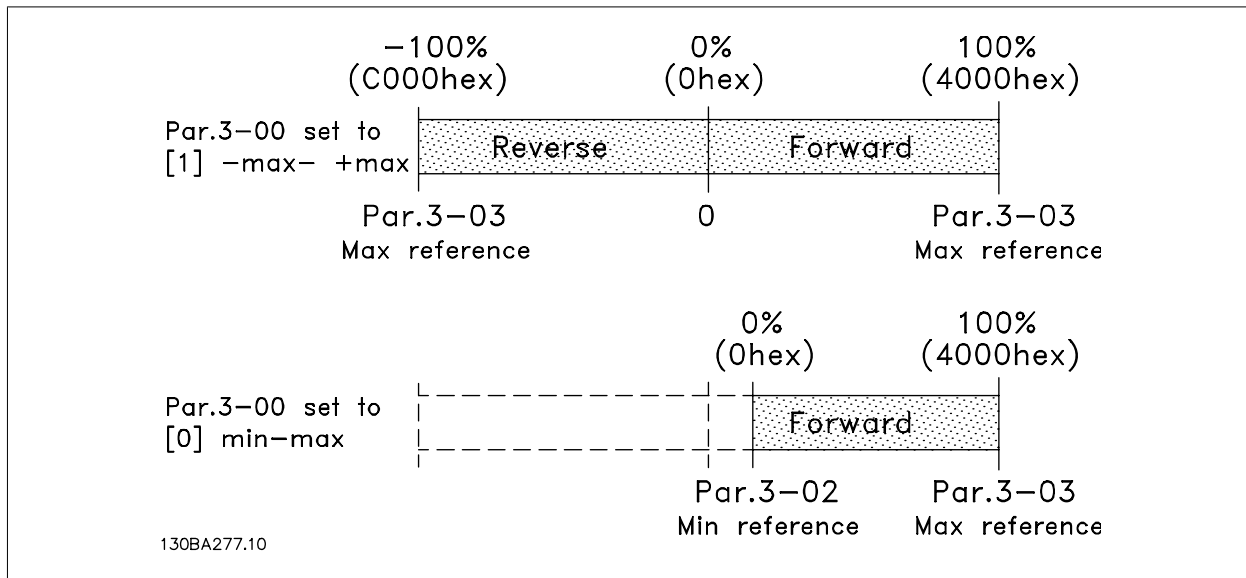 -100% 0% 100%
(C000hex) (0hex) (4000hex)
Par.3-00 set to
[1] -max- +max
Reverse Forward
Par.3-03 0 Par.3-03
Max reference Max reference
0% 100%
(0hex) (4000hex)
Par.3-00 set to
[0] min-max
Forward
Par.3-02 Par.3-03
Min reference Max reference
130BA277.10